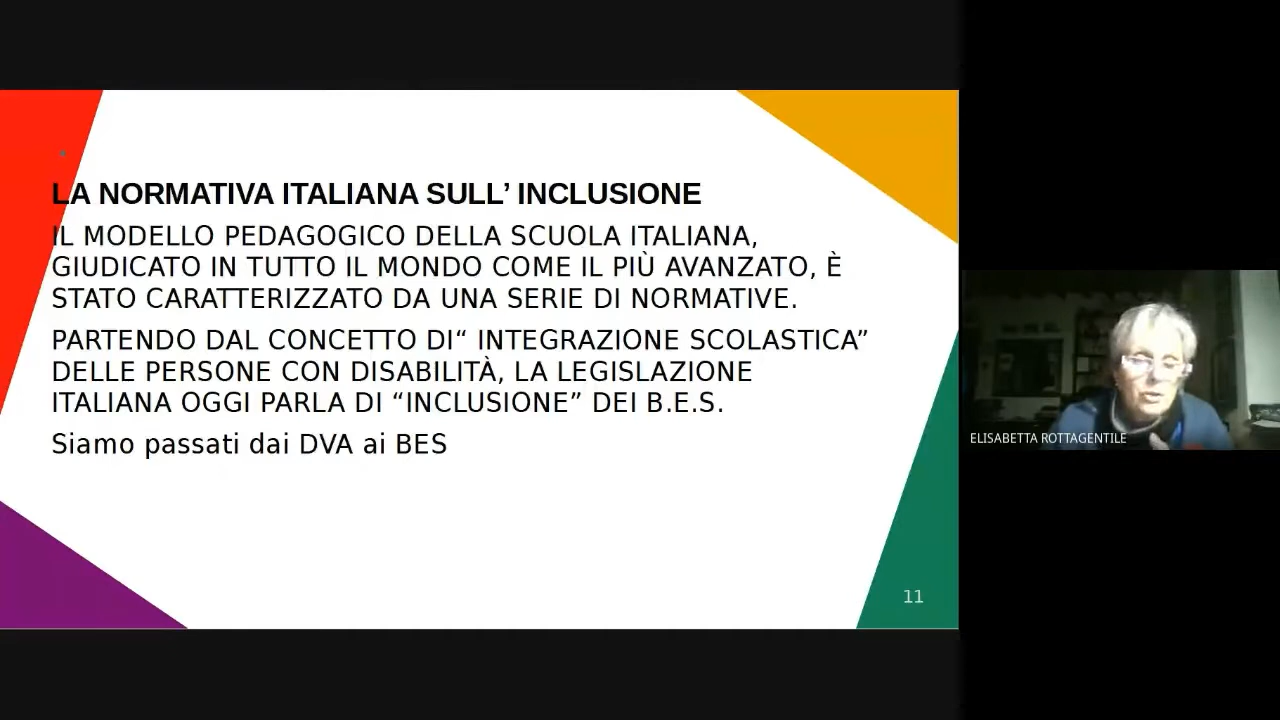 LA NORMATIVA ITALIANA SULL’ INCLUSIONE
IL MODELLO PEDAGOGICO DELLA SCUOLA ITALIANA,
GIUDICATO IN TUTTO IL MONDO COME IL PIÙ AVANZATO, È
STATO CARATTERIZZATO DA UNA SERIE DI NORMATIVE.
PARTENDO DAL CONCETTO DI“ INTEGRAZIONE SCOLASTICA”
DELLE PERSONE CON DISABILITÀ, LA LEGISLAZIONE
ITALIANA OGGI PARLA DI “INCLUSIONE” DEI B.E.S.
Siamo passati dai DVA ai BES
11
ELISABETTA ROTTAGENTILE